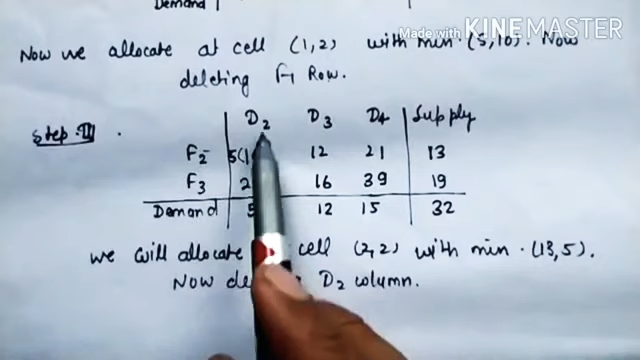 Demand
Made with KINEMASTER
Now we allocate at cell (1,2) with min·(5,10). Now
deleting F1 Row.
Step-III.
D2 D3 D4 Supply
F2 5(1 12 21 13
F3 2 16 39 19
Demand 5 12 15 32
we will allocate cell (2,2) with min·(13,5).
Now de D2 column.